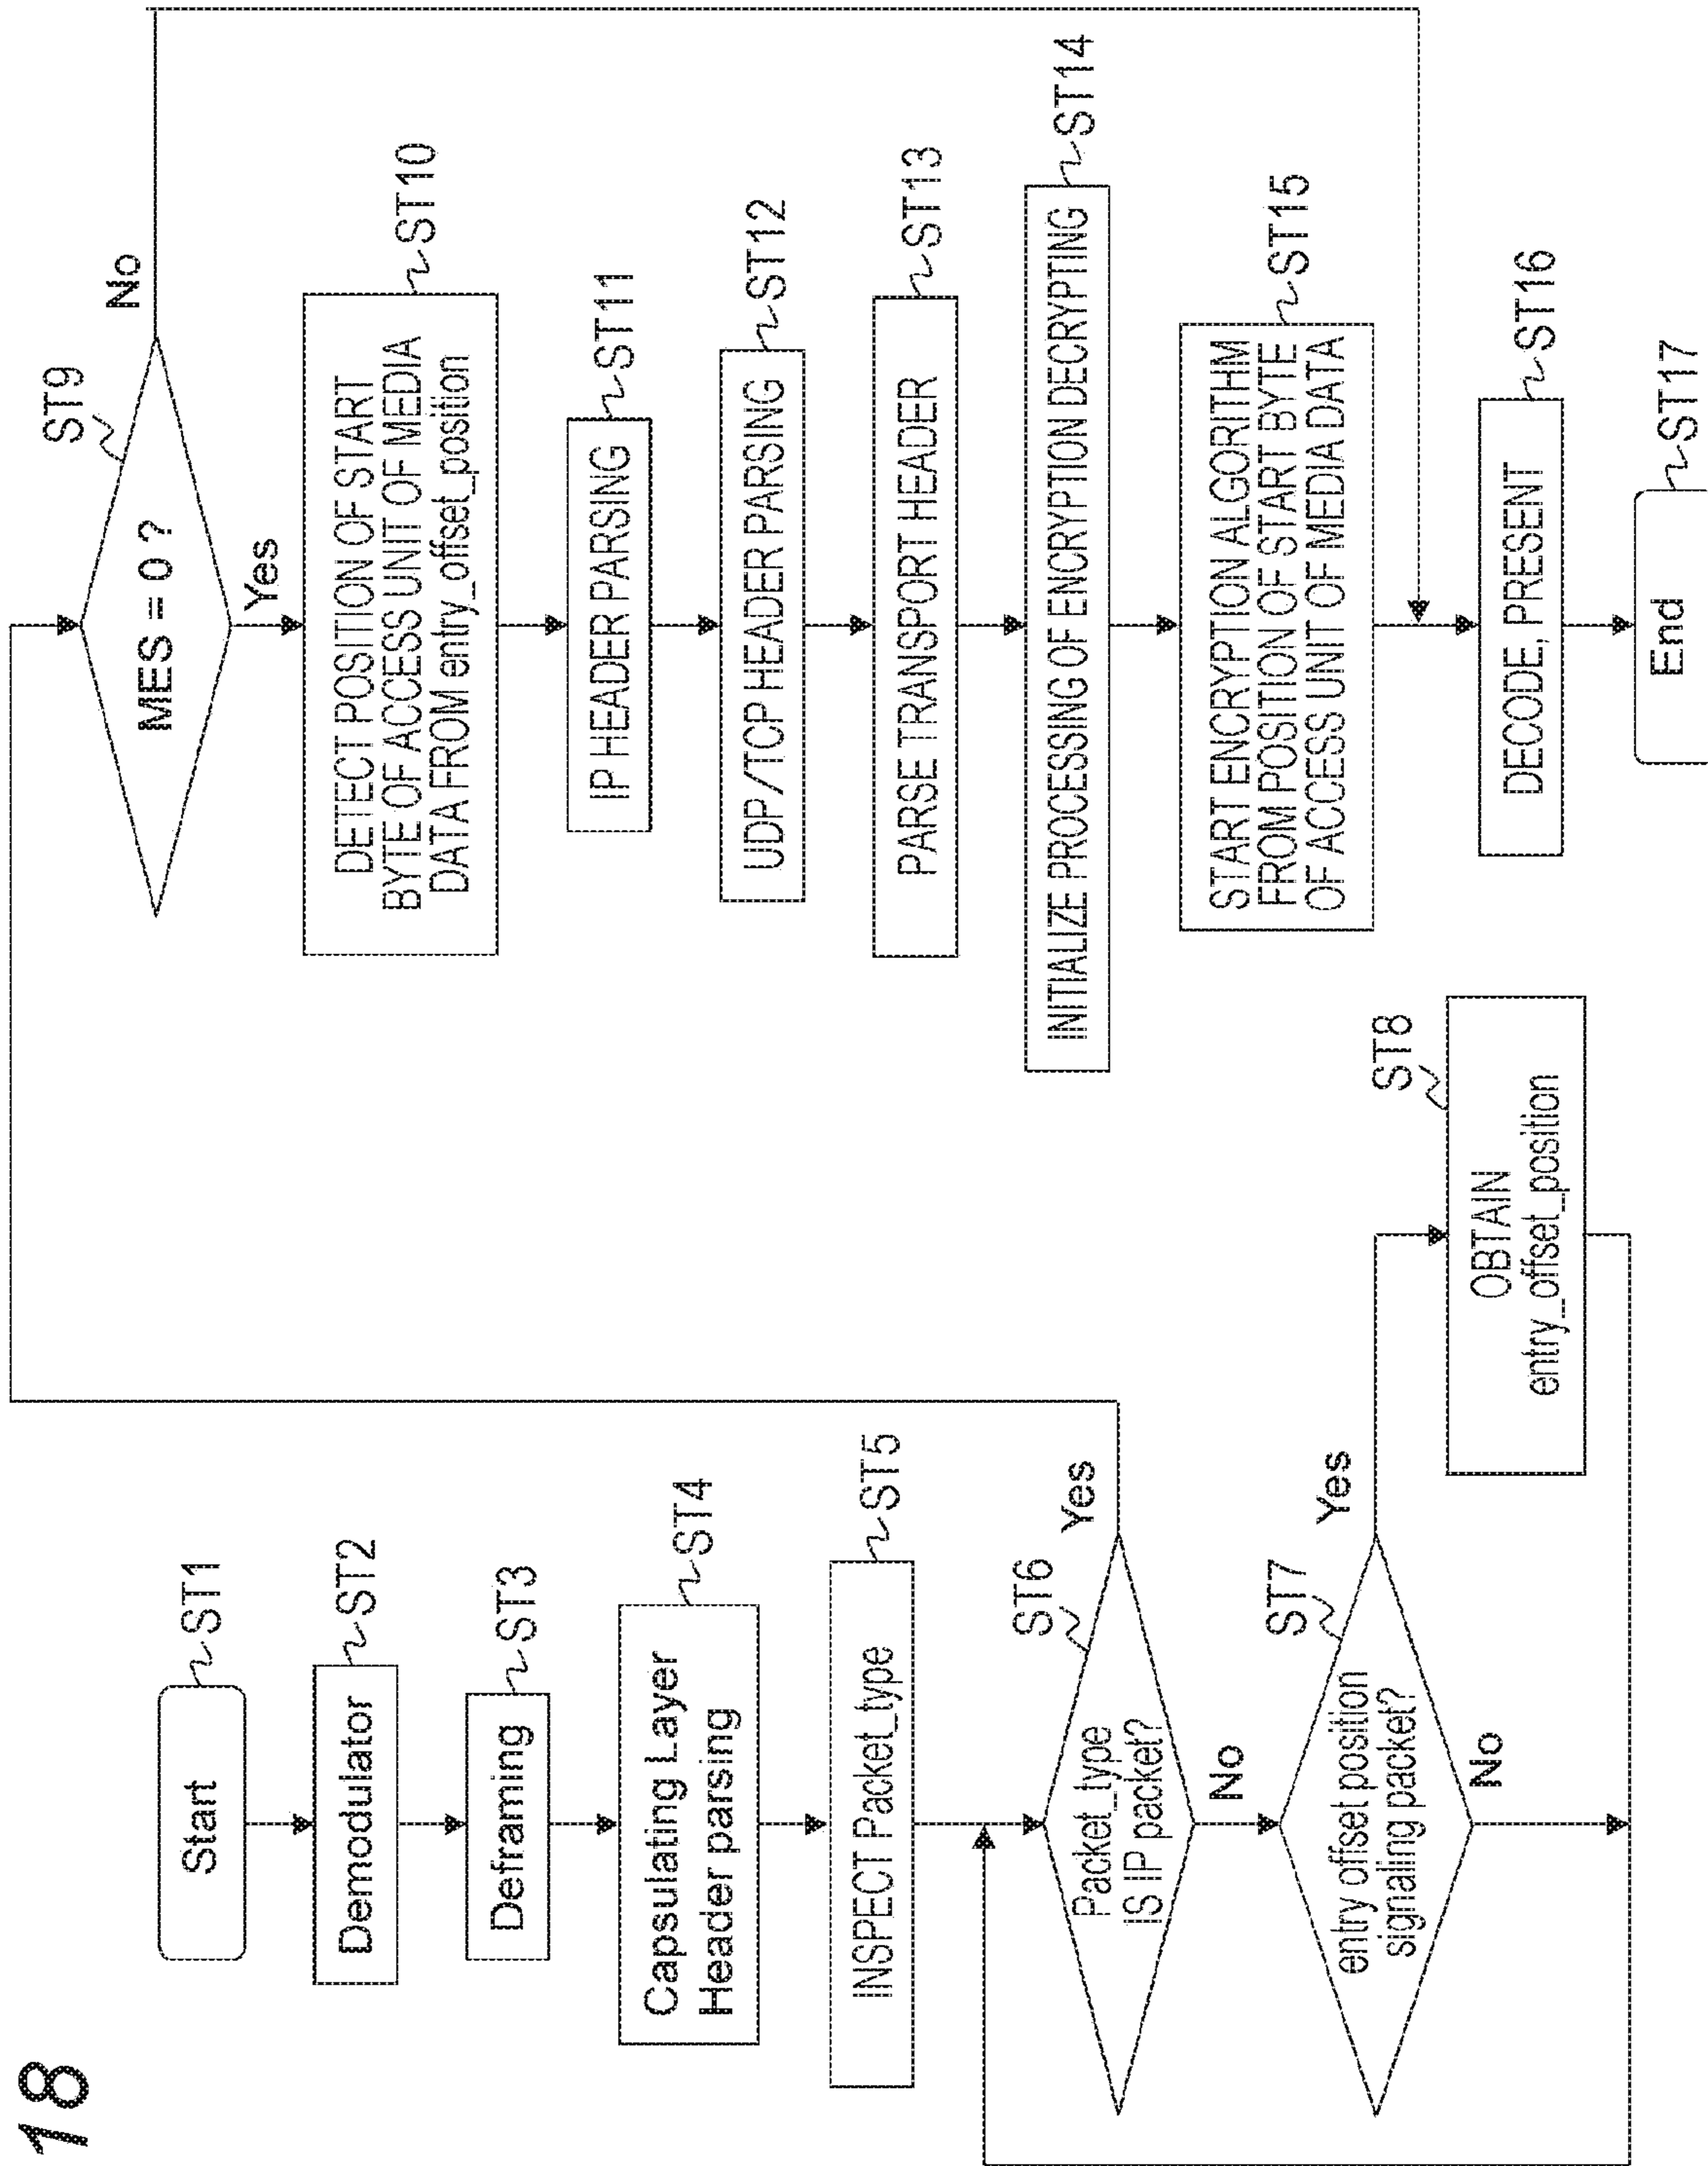 18
Start
ST1
Demodulator
ST2
Deframing
ST3
Capsulating Layer
Header parsing
ST4
INSPECT Packet_type
ST5
Packet_type
iS IP packet?
ST6
Yes
No
entry offset position
signaling packet?
ST7
Yes
No
OBTAIN
entry_offset_position
ST8
MES = 0 ?
ST9
No
Yes
DETECT POSITION OF START
BYTE OF ACCESS UNIT OF MEDIA
DATA FROM entry_offset_position
ST10
IP HEADER PARSING
ST11
UDP/TOP HEADER PARSING
ST12
PARSE TRANSPORT HEADER
ST13
INITIALIZE PROCESSING OF ENCRYPTION DECRYPTING
ST14
START ENCRYPTION ALGORITHM
FROM POSITION OF START BYTE
OF ACCESS UNIT OF MEDIA DATA
ST15
DECODE, PRESENT
ST16
End
ST17